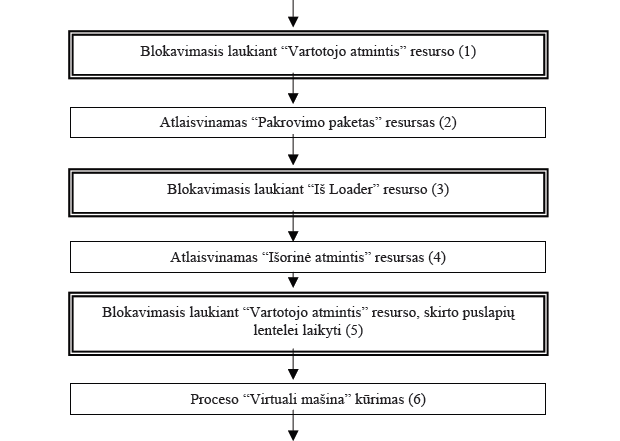 Blokavimasis laukiant “Vartotojo atmintis” resurso (1)
Atlaisvinamas “Pakrovimo paketas” resursas (2)
Blokavimasis laukiant “Iš Loader” resurso (3)
Atlaisvinamas “Išorinė atmintis” resursas (4)
Blokavimasis laukiant “Vartotojo atmintis” resurso, skirto puslapių
lentelei laikyti (5)
Proceso “Virtuali mašina” kūrimas (6)